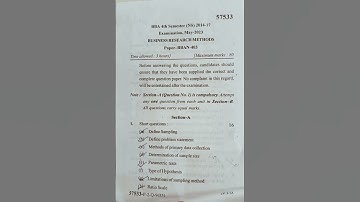 57533
BBA 4th Semester (NS) 2014-17
Examination, May-2023
BUSINESS RESEARCH METHODS
Paper-BBAN-403
Time allowed : 3 hours] [Maximum marks : 80
Before answering the questions, candidates should
ensure that they have been supplied the correct and
complete question paper. No complaint in this regard,
will be entertained after the examination.
Note : Section-A (Question No. 1) is compulsory. Attempt
any one question from each unit in Section-B.
All questions carry equal marks.
Section-A
1. Short questions : 16
(a) Define Sampling
(b) Define problem statement
(c) Methods of primary data collection
(d) Determination of sample size
(e) Parametric tests
(f) Type of Hypothesis
(g) Limitations of sampling method
(h) Ratio Scale